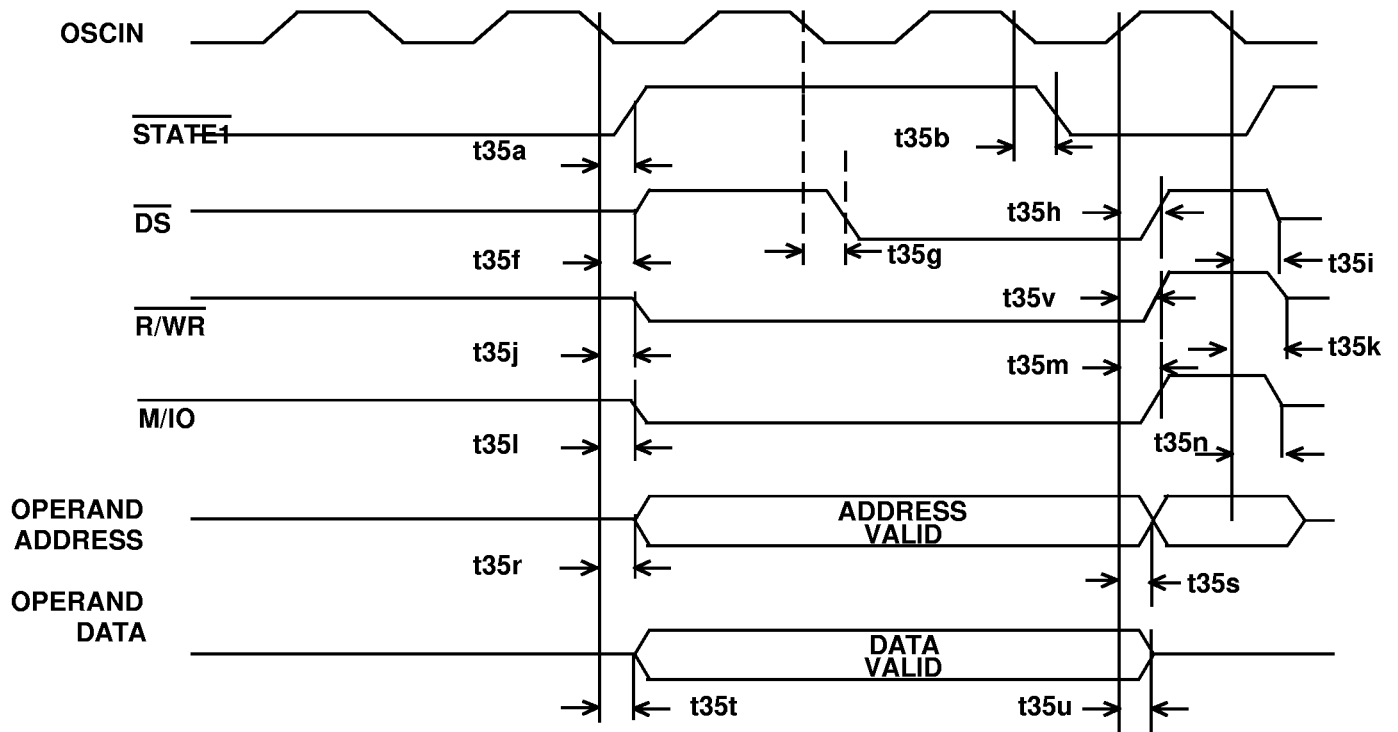 OSCIN
STATE1
t35a
t35b
DS
t35h
t35f
t35g
t35i
t35v
R/WR
t35j
t35k
t35m
M/IO
t35l
t35n
OPERAND
ADDRESS
ADDRESS
VALID
t35r
t35s
OPERAND
DATA
DATA
VALID
t35t
t35u